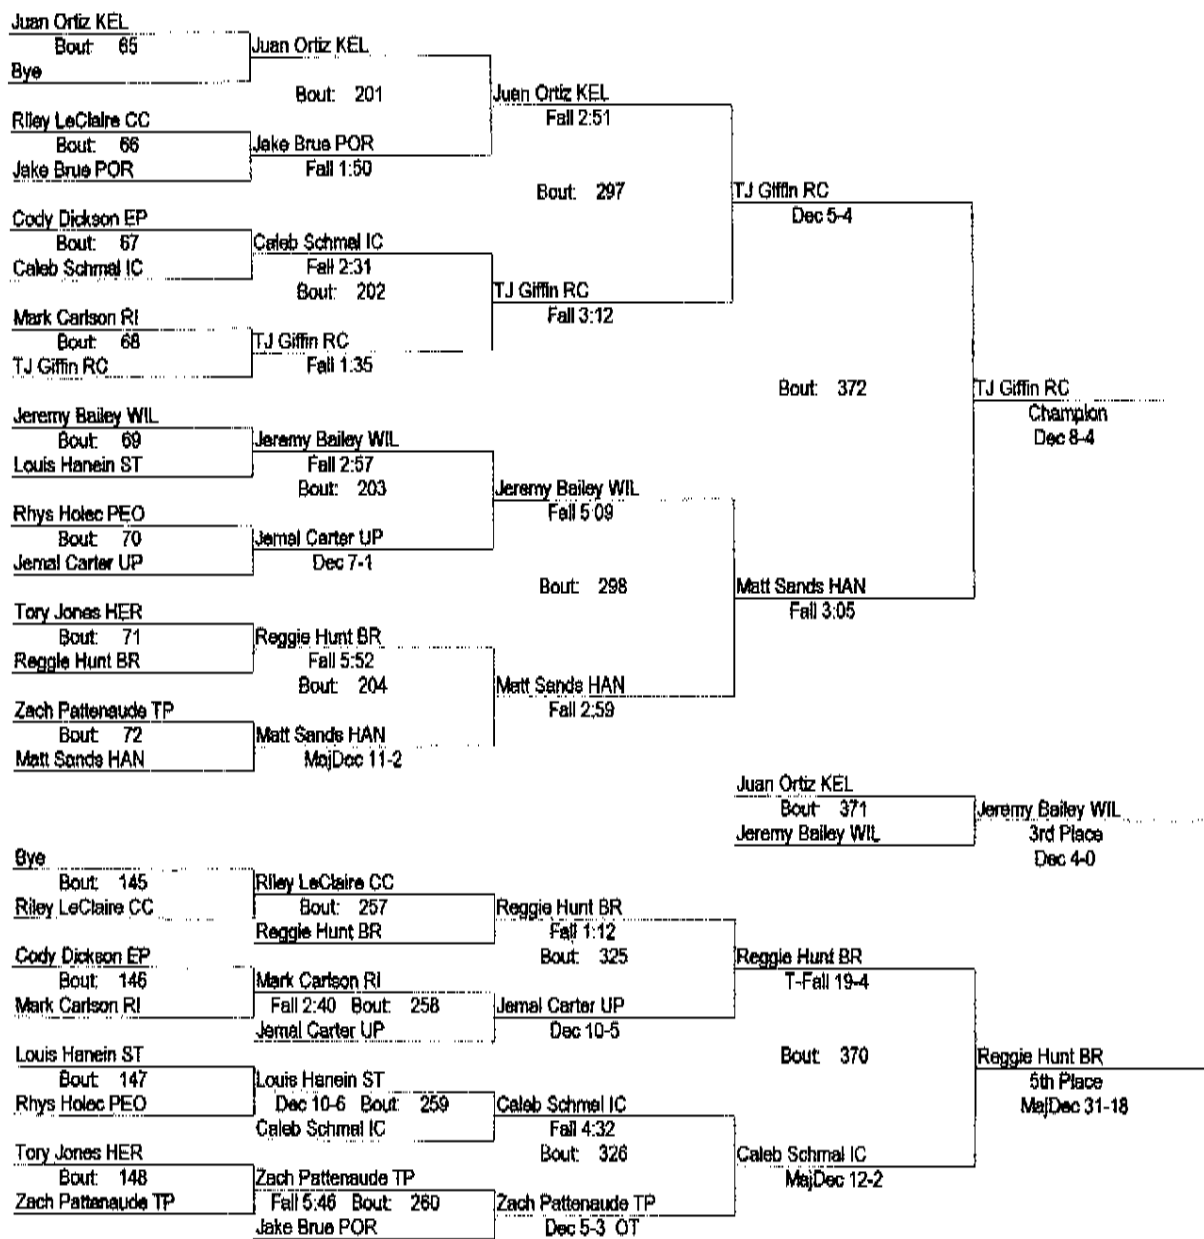 Juan Ortiz KEL
Bout: 65
Bye
Juan Ortiz KEL
Bout: 201
Riley LeClaire CC
Bout: 66
Jake Brue POR
Jake Brue POR
Fall 1:50
Juan Ortiz KEL
Fall 2:51
Bout: 297
Cody Dickson EP
Bout: 67
Caleb Schmal IC
Caleb Schmal IC
Fall 2:31
Bout: 202
Mark Carlson RI
Bout: 68
TJ Giffin RC
TJ Giffin RC
Fall 1:35
TJ Giffin RC
Fall 3:12
TJ Giffin RC
Dec 5-4
Bout: 372
TJ Giffin RC
Champion
Dec 8-4
Jeremy Bailey WIL
Bout: 69
Louis Hanein ST
Jeremy Bailey WIL
Fall 2:57
Bout: 203
Rhys Holec PEO
Bout: 70
Jemal Carter UP
Jemal Carter UP
Dec 7-1
Jeremy Bailey WIL
Fall 5:09
Bout: 298
Tory Jones HER
Bout: 71
Reggie Hunt BR
Reggie Hunt BR
Fall 5:52
Bout: 204
Zach Pattenaude TP
Bout: 72
Matt Sands HAN
Matt Sands HAN
MajDec 11-2
Matt Sands HAN
Fall 2:59
Matt Sands HAN
Fall 3:05
Juan Ortiz KEL
Bout: 371
Jeremy Bailey WIL
Jeremy Bailey WIL
3rd Place
Dec 4-0
Bye
Bout: 145
Riley LeClaire CC
Riley LeClaire CC
Bout: 257
Reggie Hunt BR
Reggie Hunt BR
Fall 1:12
Bout: 325
Cody Dickson EP
Bout: 146
Mark Carlson RI
Mark Carlson RI
Fall 2:40 Bout: 258
Jemal Carter UP
Jemal Carter UP
Dec 10-5
Reggie Hunt BR
T-Fall 19-4
Bout: 370
Louis Hanein ST
Bout: 147
Rhys Holec PEO
Louis Hanein ST
Dec 10-6 Bout: 259
Caleb Schmal IC
Caleb Schmal IC
Fall 4:32
Bout: 326
Tory Jones HER
Bout: 148
Zach Pattenaude TP
Zach Pattenaude TP
Fall 5:46 Bout: 260
Jake Brue POR
Zach Pattenaude TP
Dec 5-3 OT
Caleb Schmal IC
MajDec 12-2
Reggie Hunt BR
5th Place
MajDec 31-18